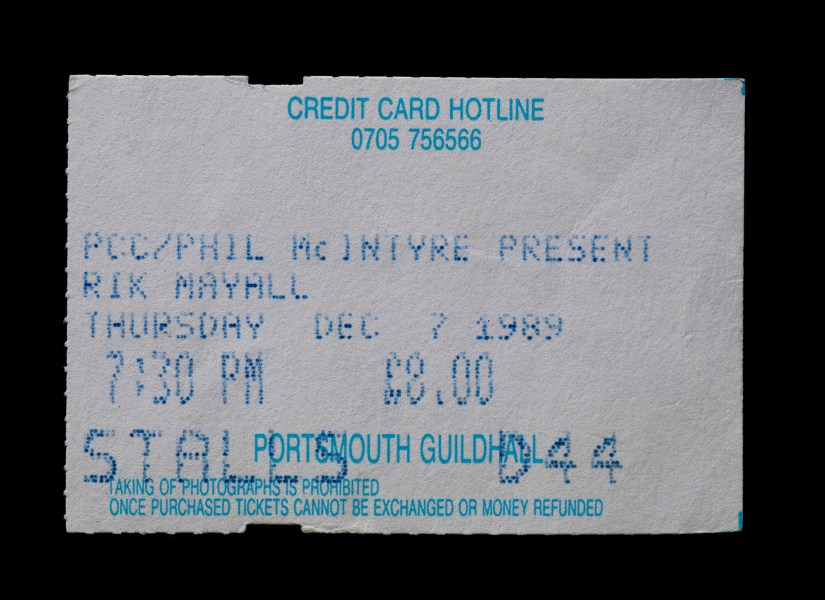 CREDIT CARD HOTLINE
0705 756566
PCC/PHIL McINTYRE PRESENT
RIK MAYALL
THURSDAY DEC 7 1989
7:30 PM £8.00
PORTSMOUTH GUILDHALL
STALLS D44
TAKING OF PHOTOGRAPHS IS PROHIBITED
ONCE PURCHASED TICKETS CANNOT BE EXCHANGED OR MONEY REFUNDED